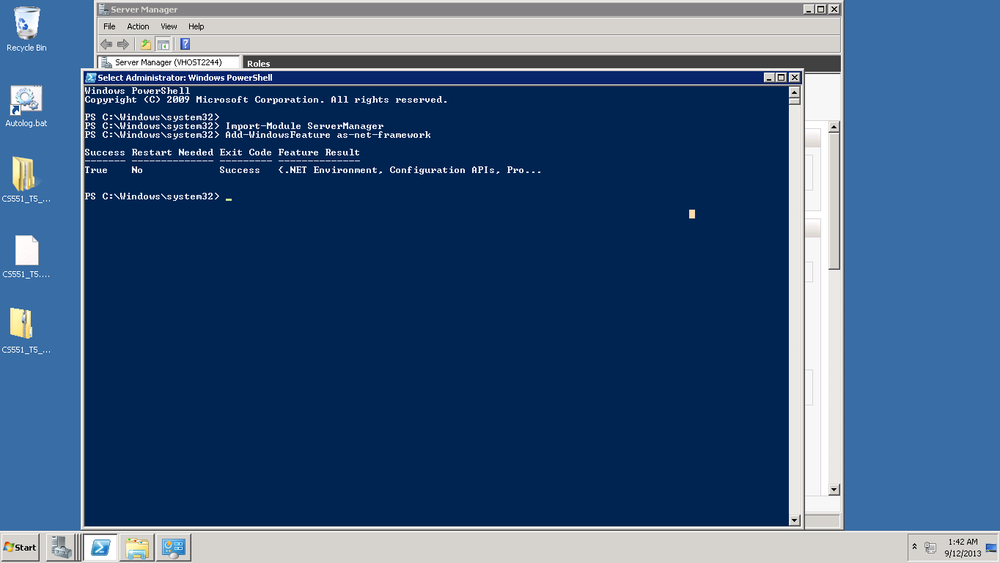 Recycle Bin
Autolog.bat
CS551_T5_...
CS551_T5....
CS551_T5_...
Server Manager
File Action View Help
Server Manager (VHOST2244)
Roles
Select Administrator: Windows PowerShell
Windows PowerShell
Copyright (C) 2009 Microsoft Corporation. All rights reserved.
PS C:\Windows\system32>
PS C:\Windows\system32> Import-Module ServerManager
PS C:\Windows\system32> Add-WindowsFeature as-net-framework
Success Restart Needed Exit Code Feature Result
------- -------------- --------- --------------
True No Success {.NET Environment, Configuration APIs, Pro...
PS C:\Windows\system32> _
Start
1:42 AM
9/12/2013